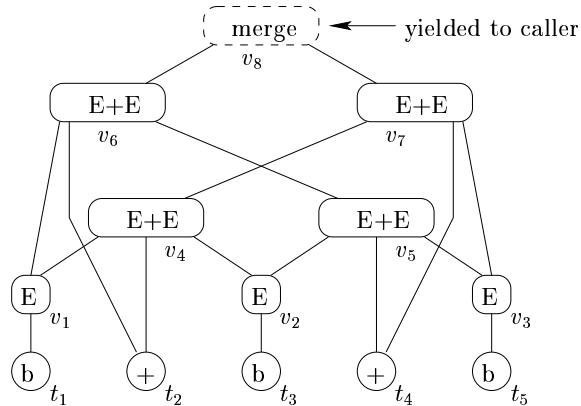 merge yielded to caller
v8
E+E E+E
v6 v7
E+E E+E
v4 v5
E E E
v1 v2 v3
b + b + b
t1 t2 t3 t4 t5